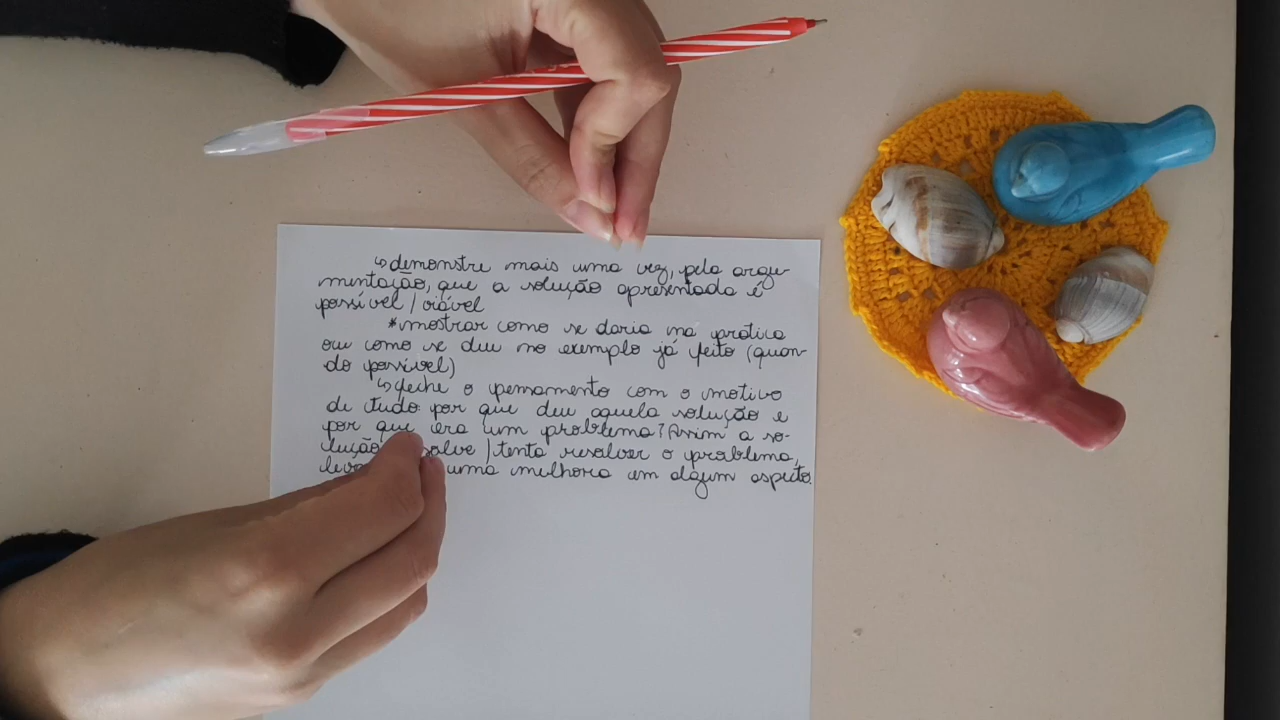 ↳demonstre mais uma vez, pela argu-
mentação, que a solução apresentada é
possível / viável
*mostrar como se daria na prática
ou como se deu no exemplo já feito (quan-
do possível)
↳feche o pensamento com o motivo
de tudo: por que deu aquela solução e
por que era um problema? Assim a so-
lução solve / tenta resolver o problema,
uma melhora em algum aspecto.